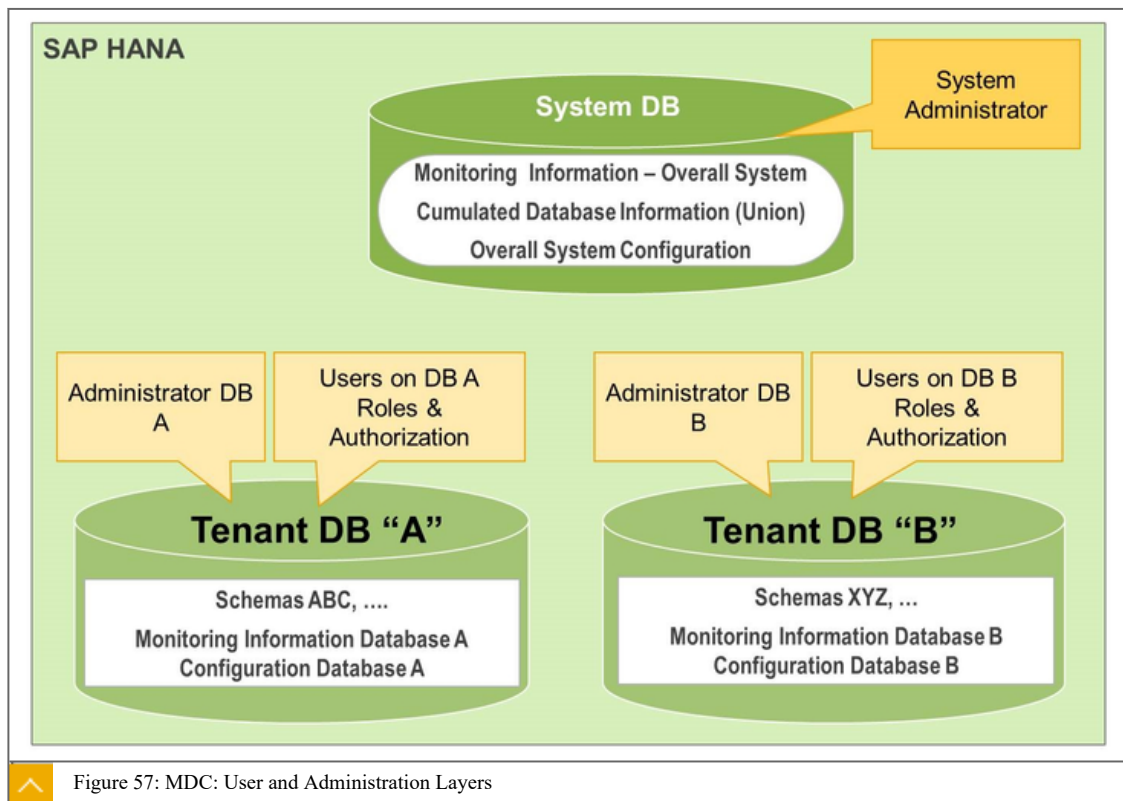 SAP HANA
System
Administrator
System DB
Monitoring Information – Overall System
Cumulated Database Information (Union)
Overall System Configuration
Administrator DB
A
Users on DB A
Roles &
Authorization
Administrator DB
B
Users on DB B
Roles &
Authorization
Tenant DB “A”
Schemas ABC, ....
Monitoring Information Database A
Configuration Database A
Tenant DB “B”
Schemas XYZ, ...
Monitoring Information Database B
Configuration Database B
Figure 57: MDC: User and Administration Layers